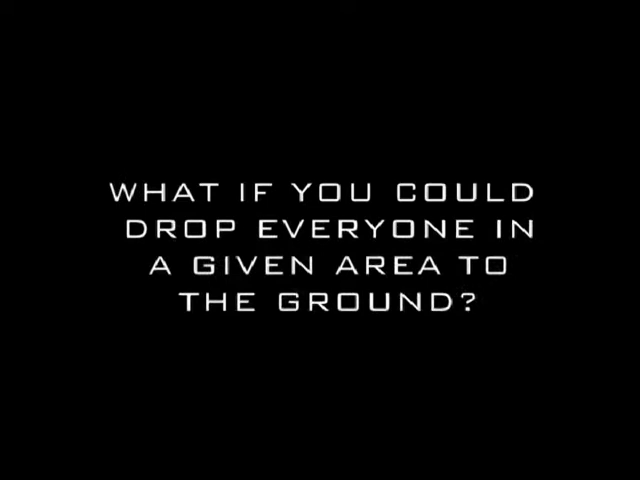 WHAT IF YOU COULD
DROP EVERYONE IN
A GIVEN AREA TO
THE GROUND?